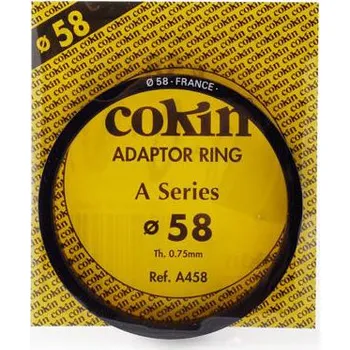 ø 58
ø 58 · FRANCE ·
cokin
ADAPTOR RING
A Series
ø 58
Th. 0.75mm
Ref. A458